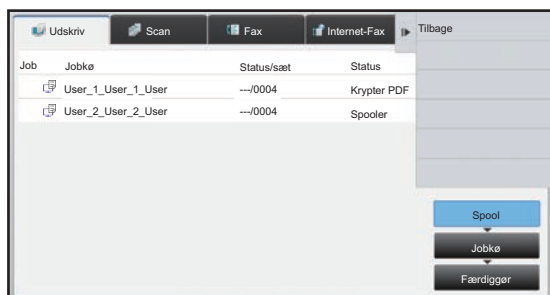 Udskriv Scan Fax Internet-Fax Tilbage
Job Jobkø Status/sæt Status
User_1_User_1_User ---/0004 Krypter PDF
User_2_User_2_User ---/0004 Spooler
Spool
Jobkø
Færdiggør